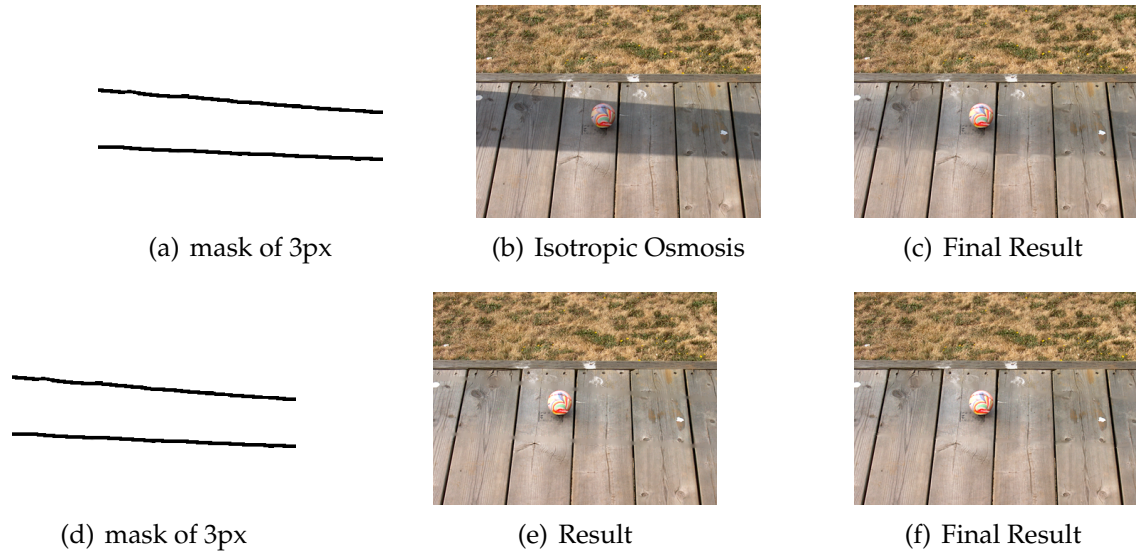 (a) mask of 3px
(b) Isotropic Osmosis
(c) Final Result
(d) mask of 3px
(e) Result
(f) Final Result